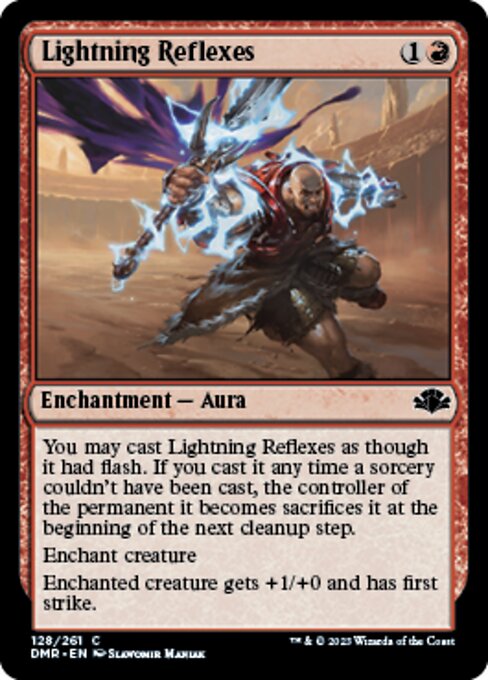 Lightning Reflexes 1
Enchantment — Aura
You may cast Lightning Reflexes as though
it had flash. If you cast it any time a sorcery
couldn't have been cast, the controller of
the permanent it becomes sacrifices it at the
beginning of the next cleanup step.
Enchant creature
Enchanted creature gets +1/+0 and has first
strike.
128/261 C
™ & © 2023 Wizards of the Coast
DMR • EN Slawomir Maniak